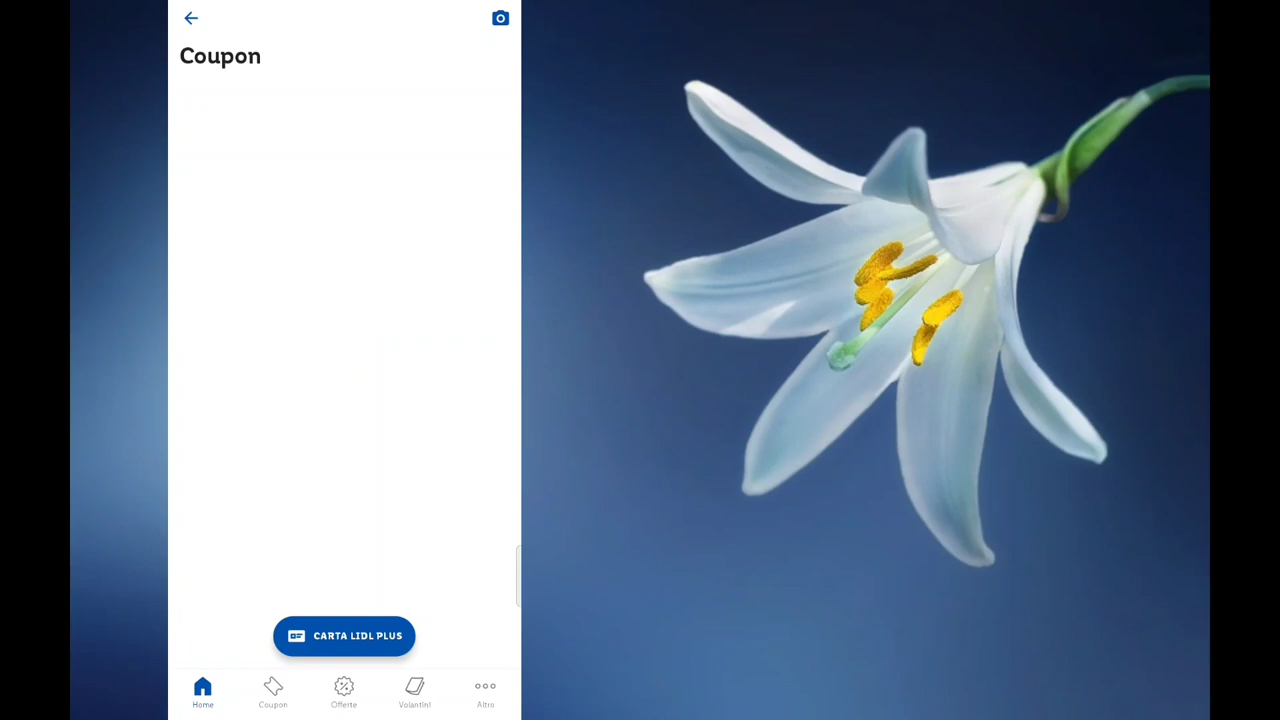 Coupon
CARTA LIDL PLUS
Home
Coupon
Offerte
Volantini
Altro